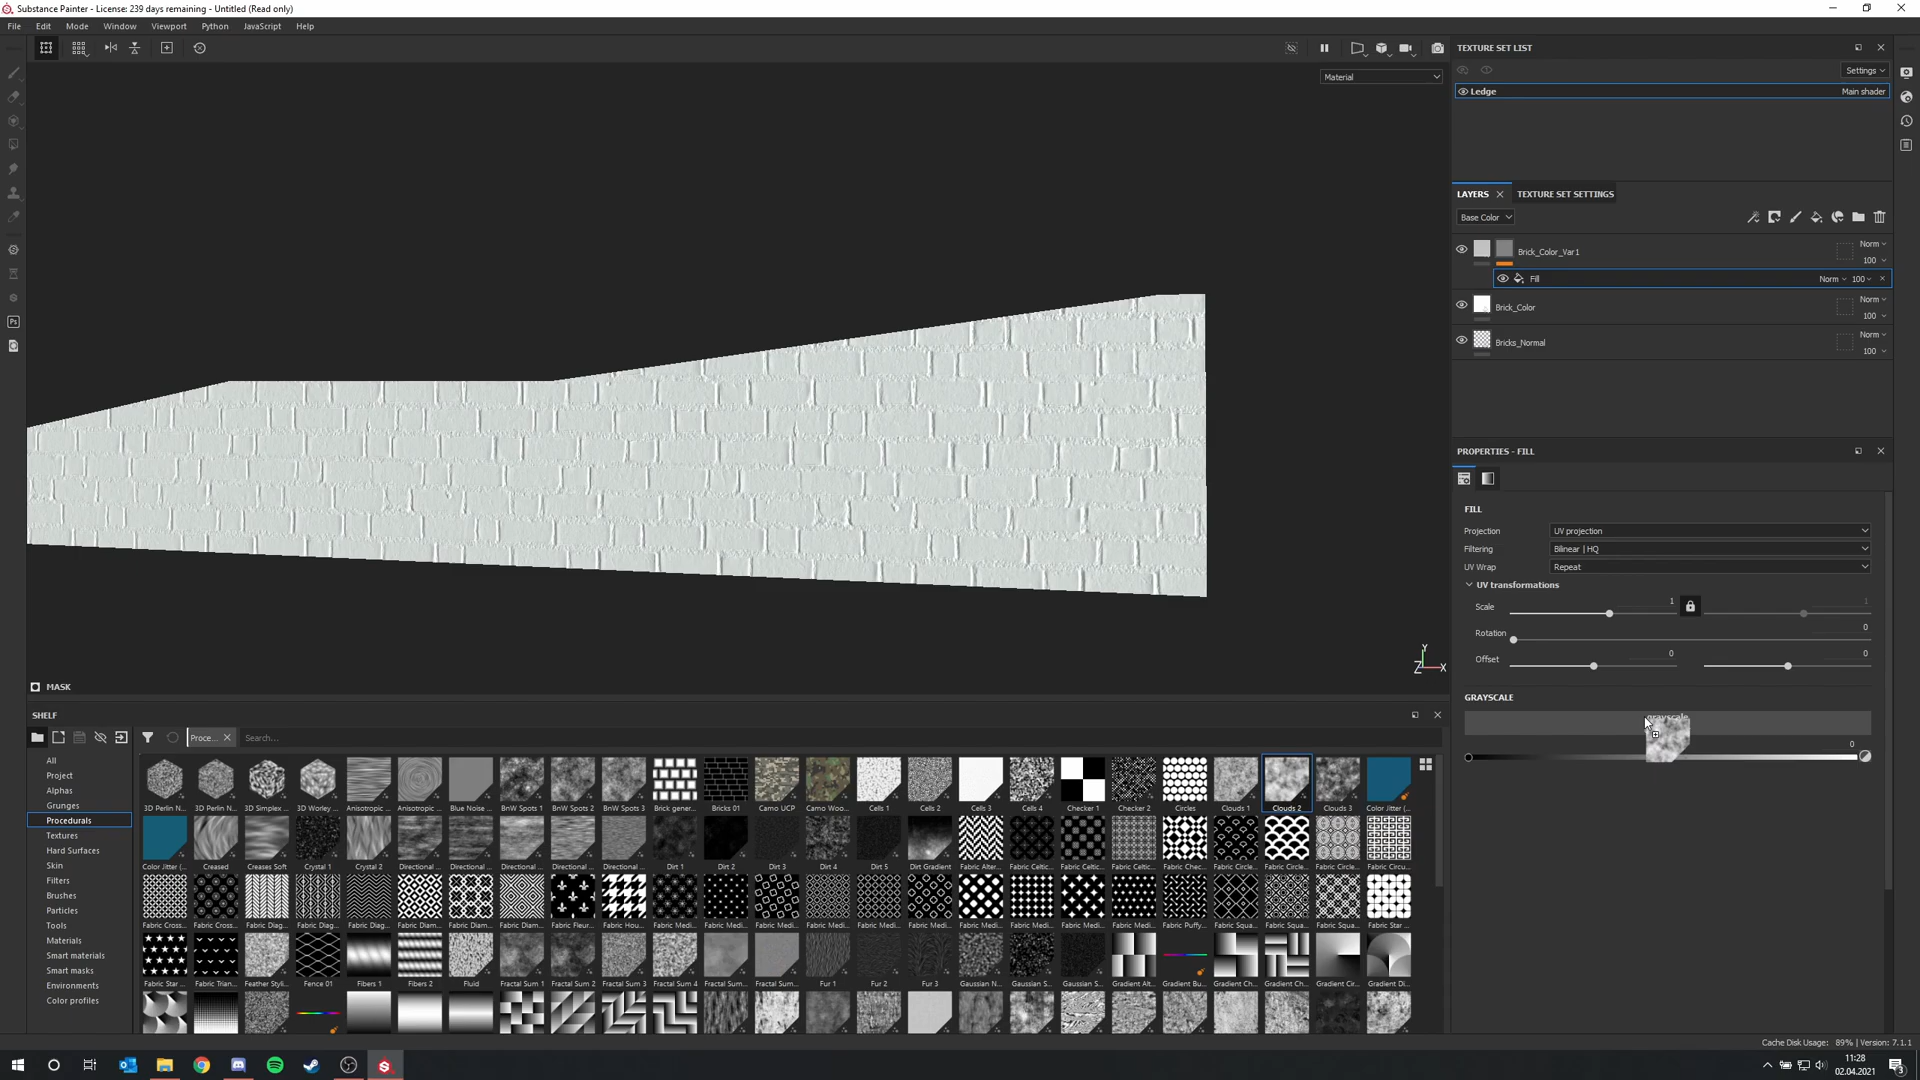 Substance Painter - License: 239 days remaining - Untitled (Read only)
File Edit Mode Window Viewport Python JavaScript Help
Material
TEXTURE SET LIST
Settings
Ledge Main shader
LAYERS TEXTURE SET SETTINGS
Base Color
Brick_Color_Var1 Norm
100
Fill Norm 100
Brick_Color Norm
100
Bricks_Normal Norm
100
PROPERTIES - FILL
FILL
Projection UV projection
Filtering Bilinear | HQ
UV Wrap Repeat
UV transformations
Scale 1 1
Rotation 0
Offset 0 0
GRAYSCALE
grayscale
0
Y
Z X
MASK
SHELF
Proce... Search...
All
Project
Alphas
Grunges
Procedurals
Textures
Hard Surfaces
Skin
Filters
Brushes
Particles
Tools
Materials
Smart materials
Smart masks
Environments
Color profiles
3D Perlin N... 3D Perlin N... 3D Simplex ... 3D Worley ... Anisotropic ... Anisotropic ... Blue Noise ... BnW Spots 1 BnW Spots 2 BnW Spots 3 Brick gener... Bricks 01 Camo UCP Camo Woo... Cells 1 Cells 2 Cells 3 Cells 4 Checker 1 Checker 2 Circles Clouds 1 Clouds 2 Clouds 3 Color Jitter (...
Color Jitter (... Creased Creases Soft Crystal 1 Crystal 2 Directional ... Directional ... Directional ... Directional ... Directional ... Dirt 1 Dirt 2 Dirt 3 Dirt 4 Dirt 5 Dirt Gradient Fabric Alter... Fabric Celtic... Fabric Celtic... Fabric Celtic... Fabric Chec... Fabric Circle... Fabric Circle... Fabric Circle... Fabric Circu...
Fabric Cross... Fabric Cross... Fabric Diag... Fabric Diag... Fabric Diag... Fabric Diam... Fabric Diam... Fabric Diam... Fabric Fleur... Fabric Hou... Fabric Medi... Fabric Medi... Fabric Medi... Fabric Medi... Fabric Medi... Fabric Medi... Fabric Medi... Fabric Medi... Fabric Medi... Fabric Medi... Fabric Puffy... Fabric Squa... Fabric Squa... Fabric Squa... Fabric Star ...
Fabric Star ... Fabric Trian... Feather Styli... Fence 01 Fibers 1 Fibers 2 Fluid Fractal Sum 1 Fractal Sum 2 Fractal Sum 3 Fractal Sum 4 Fractal Sum... Fractal Sum... Fur 1 Fur 2 Fur 3 Gaussian N... Gaussian S... Gaussian S... Gradient Alt... Gradient Bu... Gradient Ch... Gradient Ch... Gradient Cir... Gradient Di...
Cache Disk Usage: 89% | Version: 7.1.1
Ps
11:28
02.04.2021
3